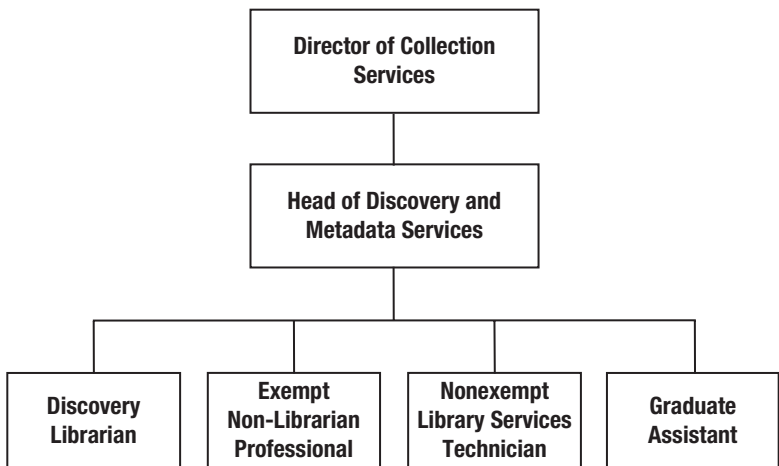 Director of Collection
Services
Head of Discovery and
Metadata Services
Discovery
Librarian
Exempt
Non-Librarian
Professional
Nonexempt
Library Services
Technician
Graduate
Assistant